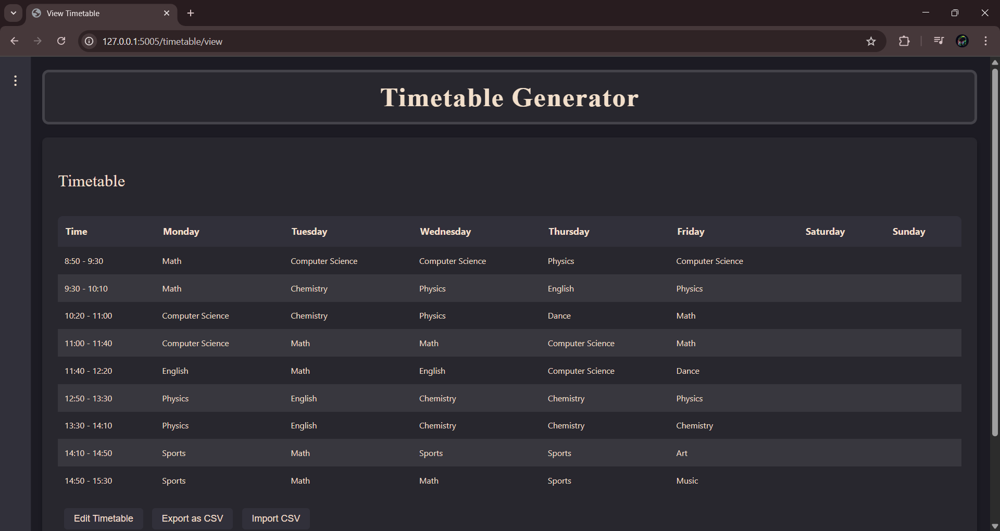 View Timetable
127.0.0.1:5005/timetable/view
Timetable Generator
Timetable
Time Monday Tuesday Wednesday Thursday Friday Saturday Sunday
8:50 - 9:30 Math Computer Science Computer Science Physics Computer Science
9:30 - 10:10 Math Chemistry Physics English Physics
10:20 - 11:00 Computer Science Chemistry Physics Dance Math
11:00 - 11:40 Computer Science Math Math Computer Science Math
11:40 - 12:20 English Math English Computer Science Dance
12:50 - 13:30 Physics English Chemistry Chemistry Physics
13:30 - 14:10 Physics English Chemistry Chemistry Chemistry
14:10 - 14:50 Sports Math Sports Sports Art
14:50 - 15:30 Sports Math Math Sports Music
Edit Timetable Export as CSV Import CSV